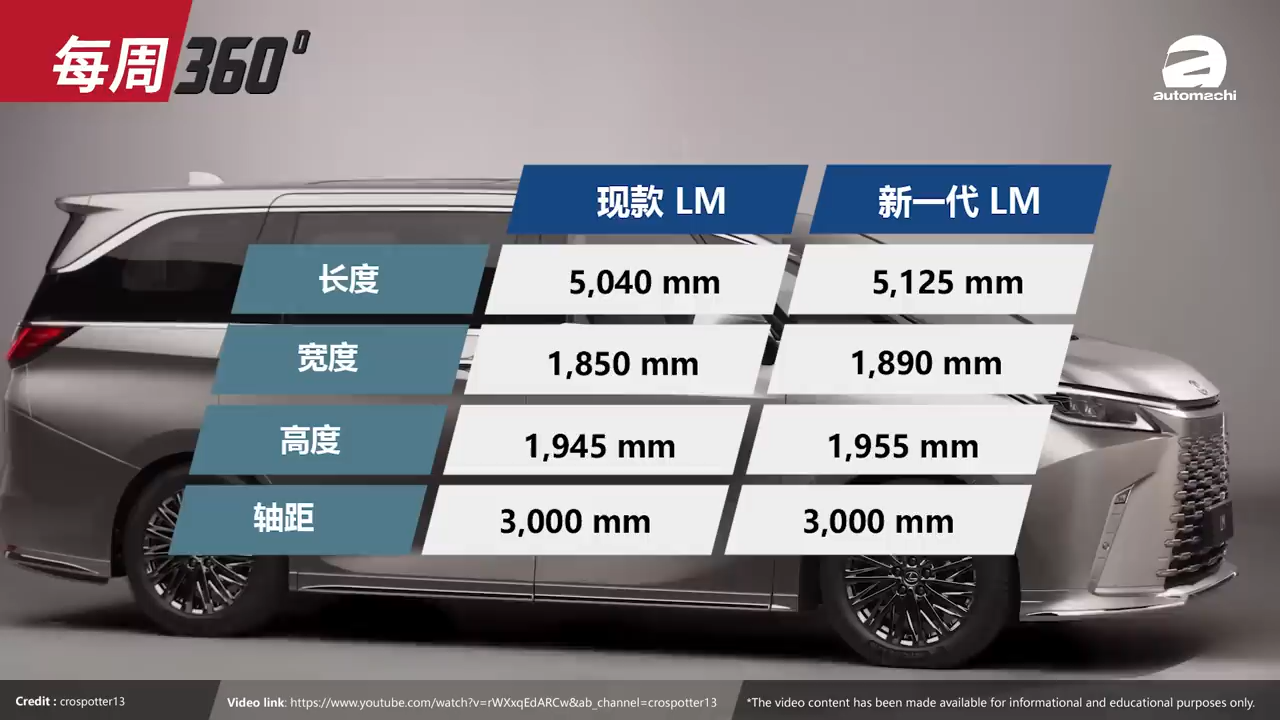 每周360°
automachi
现款 LM 新一代 LM
长度 5,040 mm 5,125 mm
宽度 1,850 mm 1,890 mm
高度 1,945 mm 1,955 mm
轴距 3,000 mm 3,000 mm
Credit : crospotter13
Video link: https://www.youtube.com/watch?v=rWXxqEdARCw&ab_channel=crospotter13
*The video content has been made available for informational and educational purposes only.